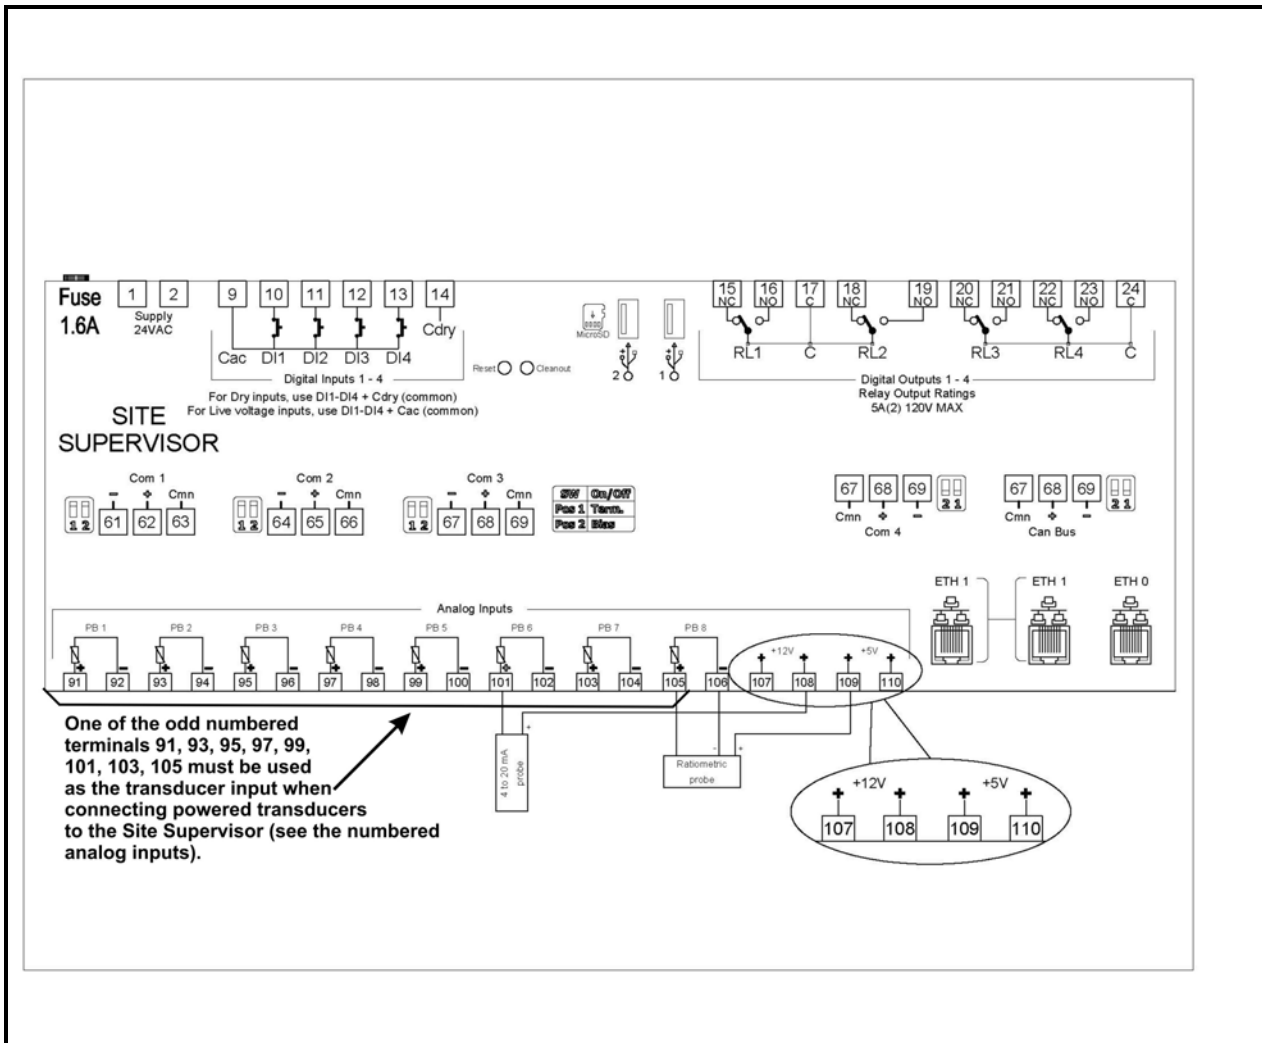 Fuse
1.6A
1 2
Supply
24VAC
9 10 11 12 13 14
Cac DI1 DI2 DI3 DI4 Cdry
Digital Inputs 1 - 4
For Dry inputs, use DI1-DI4 + Cdry (common)
For Live voltage inputs, use DI1-DI4 + Cac (common)
Reset Cleanout
MicroSD
2 1
15 16 17 18 19 20 21 22 23 24
NC NO C NC NO NC NO NC NO C
RL1 C RL2 RL3 RL4 C
Digital Outputs 1 - 4
Relay Output Ratings
5A(2) 120V MAX
SITE
SUPERVISOR
Com 1
- + Cmn
1 2 61 62 63
Com 2
- + Cmn
1 2 64 65 66
Com 3
- + Cmn
1 2 67 68 69
SW On/Off
Pos 1 Term.
Pos 2 Bias
67 68 69 2 1
Cmn + -
Com 4
67 68 69 2 1
Cmn + -
Can Bus
ETH 1 ETH 1 ETH 0
Analog Inputs
PB 1 PB 2 PB 3 PB 4 PB 5 PB 6 PB 7 PB 8
+ +12V + + +5V +
+ - + - + - + - + - + - + - + -
91 92 93 94 95 96 97 98 99 100 101 102 103 104 105 106 107 108 109 110
One of the odd numbered
terminals 91, 93, 95, 97, 99,
101, 103, 105 must be used
as the transducer input when
connecting powered transducers
to the Site Supervisor (see the numbered
analog inputs).
+
4 to 20 mA
probe
- +
Ratiometric
probe
+12V +5V
+ + + +
107 108 109 110